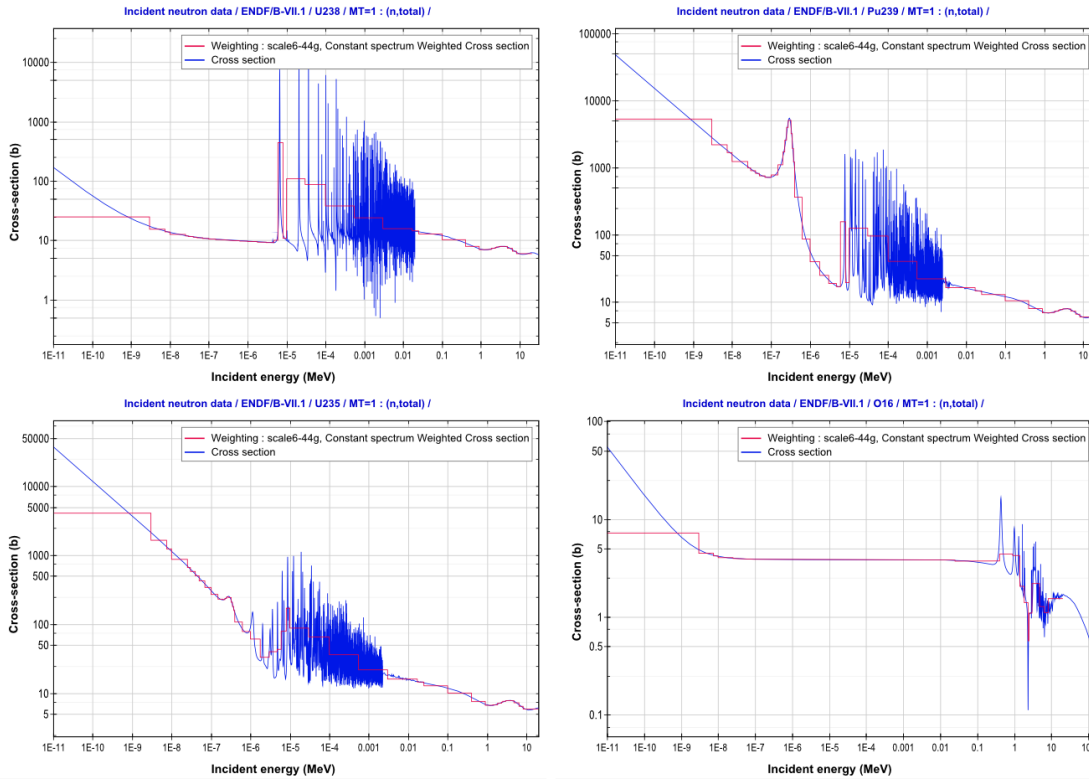 Incident neutron data / ENDF/B-VII.1 / U238 / MT=1 : (n,total) /
Weighting : scale6-44g, Constant spectrum Weighted Cross section
Cross section
Cross-section (b)
10000
1000
100
10
1
1E-11 1E-10 1E-9 1E-8 1E-7 1E-6 1E-5 1E-4 0.001 0.01 0.1 1 10
Incident energy (MeV)
Incident neutron data / ENDF/B-VII.1 / Pu239 / MT=1 : (n,total) /
Weighting : scale6-44g, Constant spectrum Weighted Cross section
Cross section
Cross-section (b)
100000
10000
1000
100
50
10
5
1E-11 1E-10 1E-9 1E-8 1E-7 1E-6 1E-5 1E-4 0.001 0.01 0.1 1 10
Incident energy (MeV)
Incident neutron data / ENDF/B-VII.1 / U235 / MT=1 : (n,total) /
Weighting : scale6-44g, Constant spectrum Weighted Cross section
Cross section
Cross-section (b)
50000
10000
5000
1000
500
100
50
10
5
1E-11 1E-10 1E-9 1E-8 1E-7 1E-6 1E-5 1E-4 0.001 0.01 0.1 1 10
Incident energy (MeV)
Incident neutron data / ENDF/B-VII.1 / O16 / MT=1 : (n,total) /
Weighting : scale6-44g, Constant spectrum Weighted Cross section
Cross section
Cross-section (b)
100
50
10
5
1
0.5
0.1
1E-11 1E-10 1E-9 1E-8 1E-7 1E-6 1E-5 1E-4 0.001 0.01 0.1 1 10 100
Incident energy (MeV)